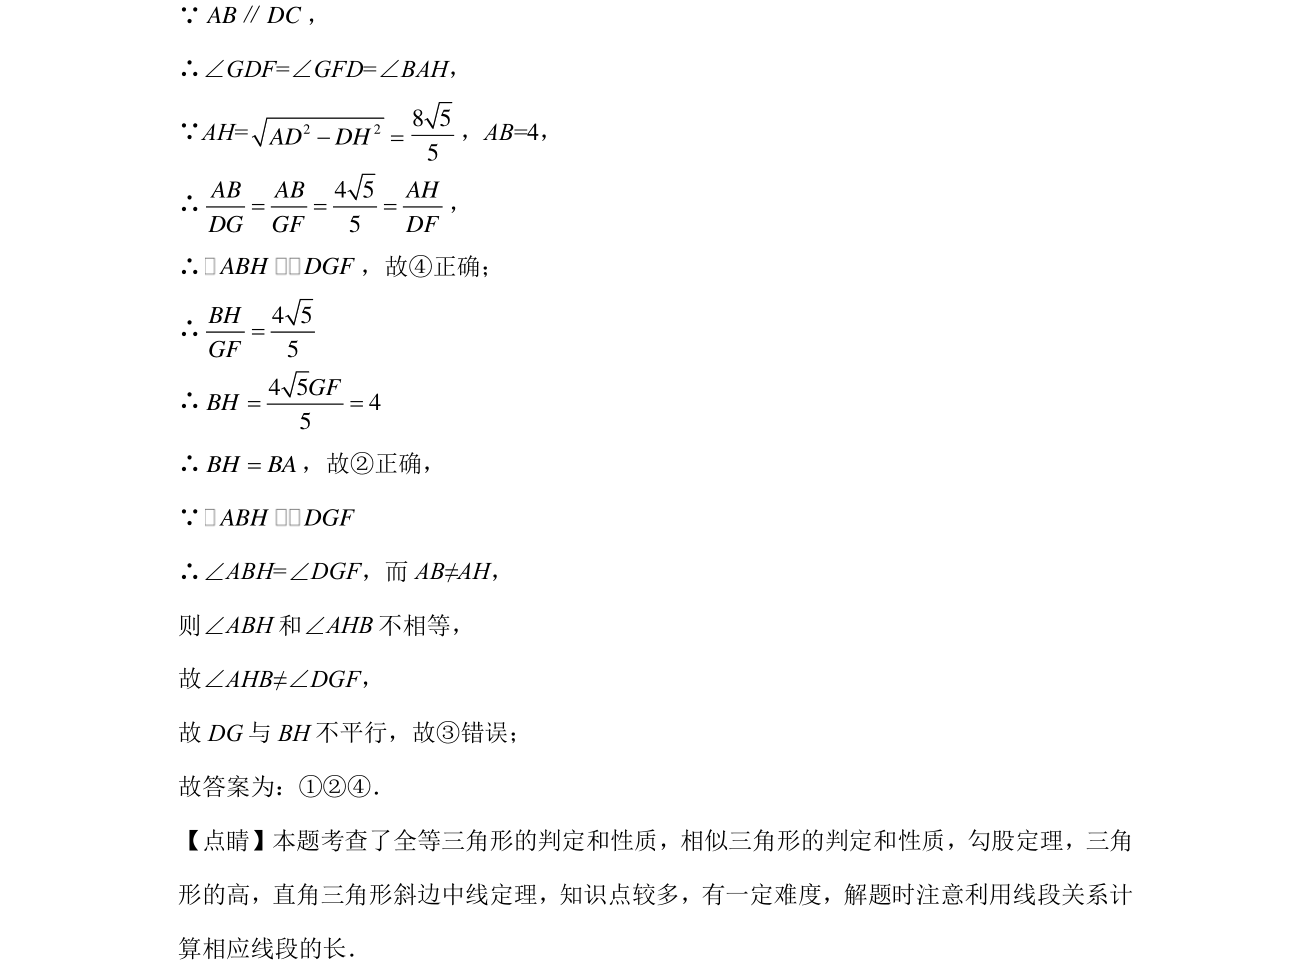 ∵ AB∥DC，
∴∠GDF=∠GFD=∠BAH，
∵AH=√(AD²−DH²)=8√5/5，AB=4，
∴AB/DG=AB/GF=4√5/5=AH/DF，
∴□ABH□□DGF，故④正确；
∴BH/GF=4√5/5
∴BH=4√5GF/5=4
∴BH=BA，故②正确，
∵□ABH□□DGF
∴∠ABH=∠DGF，而 AB≠AH，
则∠ABH 和∠AHB 不相等，
故∠AHB≠∠DGF，
故 DG 与 BH 不平行，故③错误；
故答案为：①②④．
【点睛】本题考查了全等三角形的判定和性质，相似三角形的判定和性质，勾股定理，三角
形的高，直角三角形斜边中线定理，知识点较多，有一定难度，解题时注意利用线段关系计
算相应线段的长．